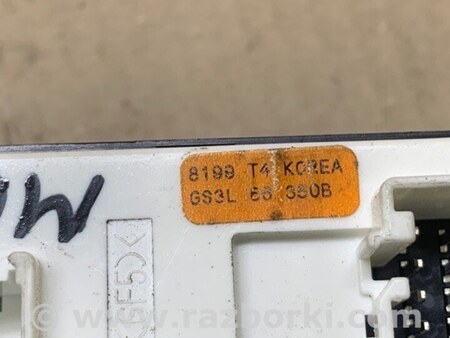 8199 T4 KOREA
GS3L 66 350B
www.razborki.com